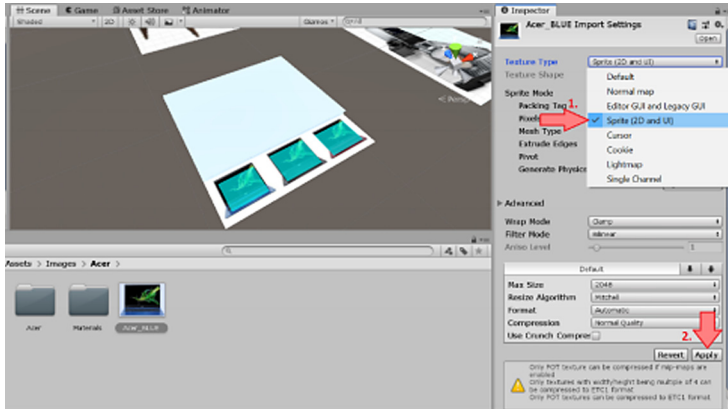 Scene Game Asset Store Animator
Shaded 2D Gizmos All
Persp
Assets > Images > Acer >
Acer Materials Acer_BLUE
Inspector
Acer_BLUE Import Settings
Open
Texture Type Sprite (2D and UI)
Texture Shape
Default
Normal map
Editor GUI and Legacy GUI
Sprite (2D and UI)
Cursor
Cookie
Lightmap
Single Channel
Sprite Mode
Packing Tag
1.
Pixels
Mesh Type
Extrude Edges
Pivot
Generate Physics
Advanced
Wrap Mode Clamp
Filter Mode Bilinear
Aniso Level 1
Default
Max Size 2048
Resize Algorithm Mitchell
Format Automatic
Compression Normal Quality
Use Crunch Compres
2.
Revert Apply
Only POT texture can be compressed if mip-maps are
enabled
Only textures with width/height being multiple of 4 can
be compressed to ETC1 format
Only POT textures can be compressed to ETC1 format